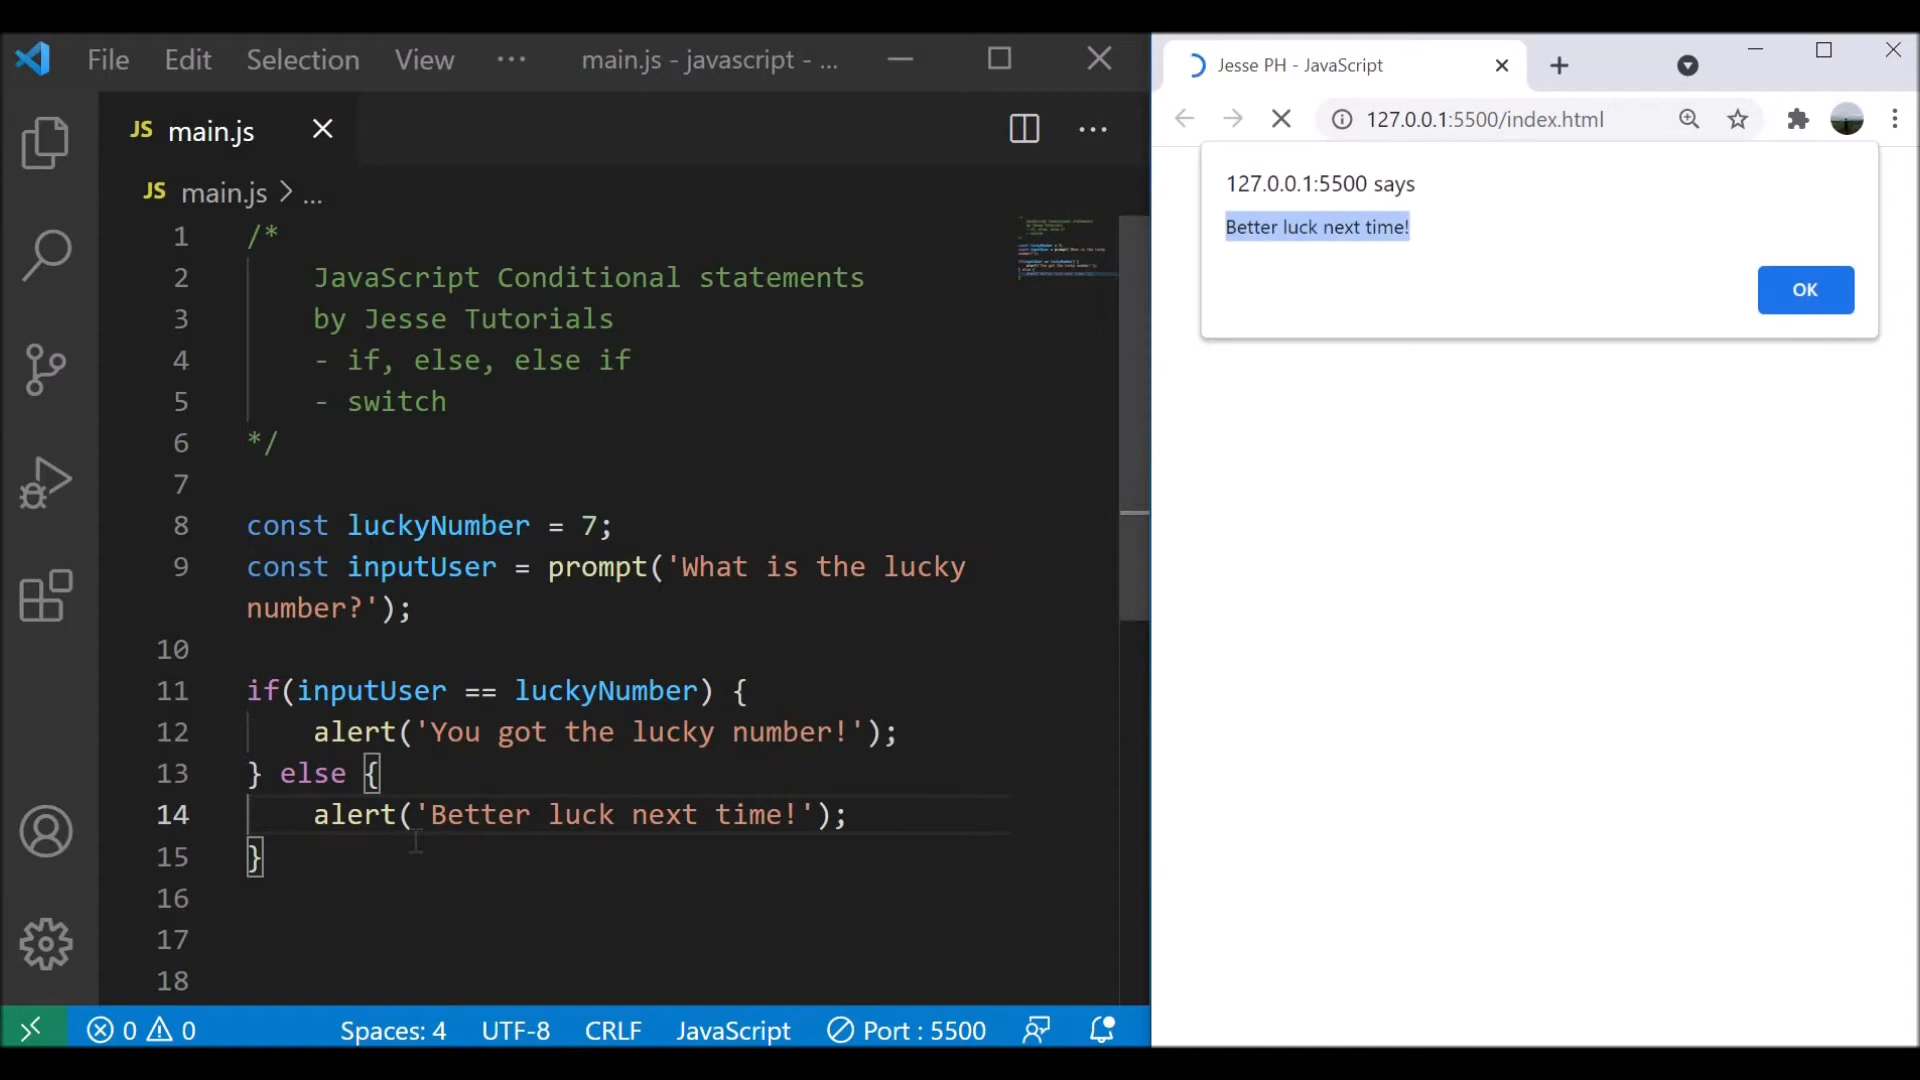 File Edit Selection View ··· main.js - javascript - ...
JS main.js
JS main.js > ...
1 /*
2 JavaScript Conditional statements
3 by Jesse Tutorials
4 - if, else, else if
5 - switch
6 */
7
8 const luckyNumber = 7;
9 const inputUser = prompt('What is the lucky
number?');
10
11 if(inputUser == luckyNumber) {
12 alert('You got the lucky number!');
13 } else {
14 alert('Better luck next time!');
15 }
16
17
18
0 0 Spaces: 4 UTF-8 CRLF JavaScript Port : 5500
Jesse PH - JavaScript
127.0.0.1:5500/index.html
127.0.0.1:5500 says
Better luck next time!
OK